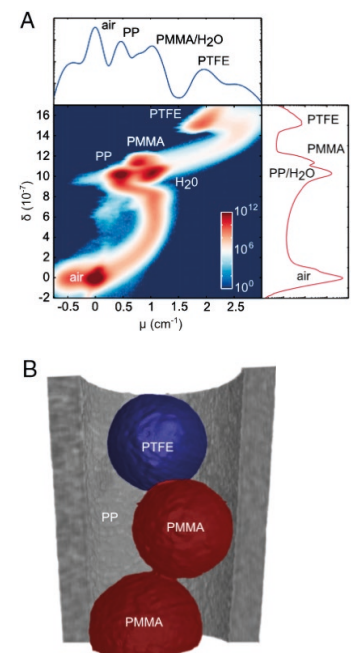 A
air
PP
PMMA/H2O
PTFE
16
14
12
10
8
6
4
2
0
-2
δ (10-7)
PTFE
PMMA
PP
H20
air
10^12
10^6
10^0
PTFE
PMMA
PP/H2O
air
-0.5 0 0.5 1 1.5 2 2.5
μ (cm-1)
B
PTFE
PP
PMMA
PMMA